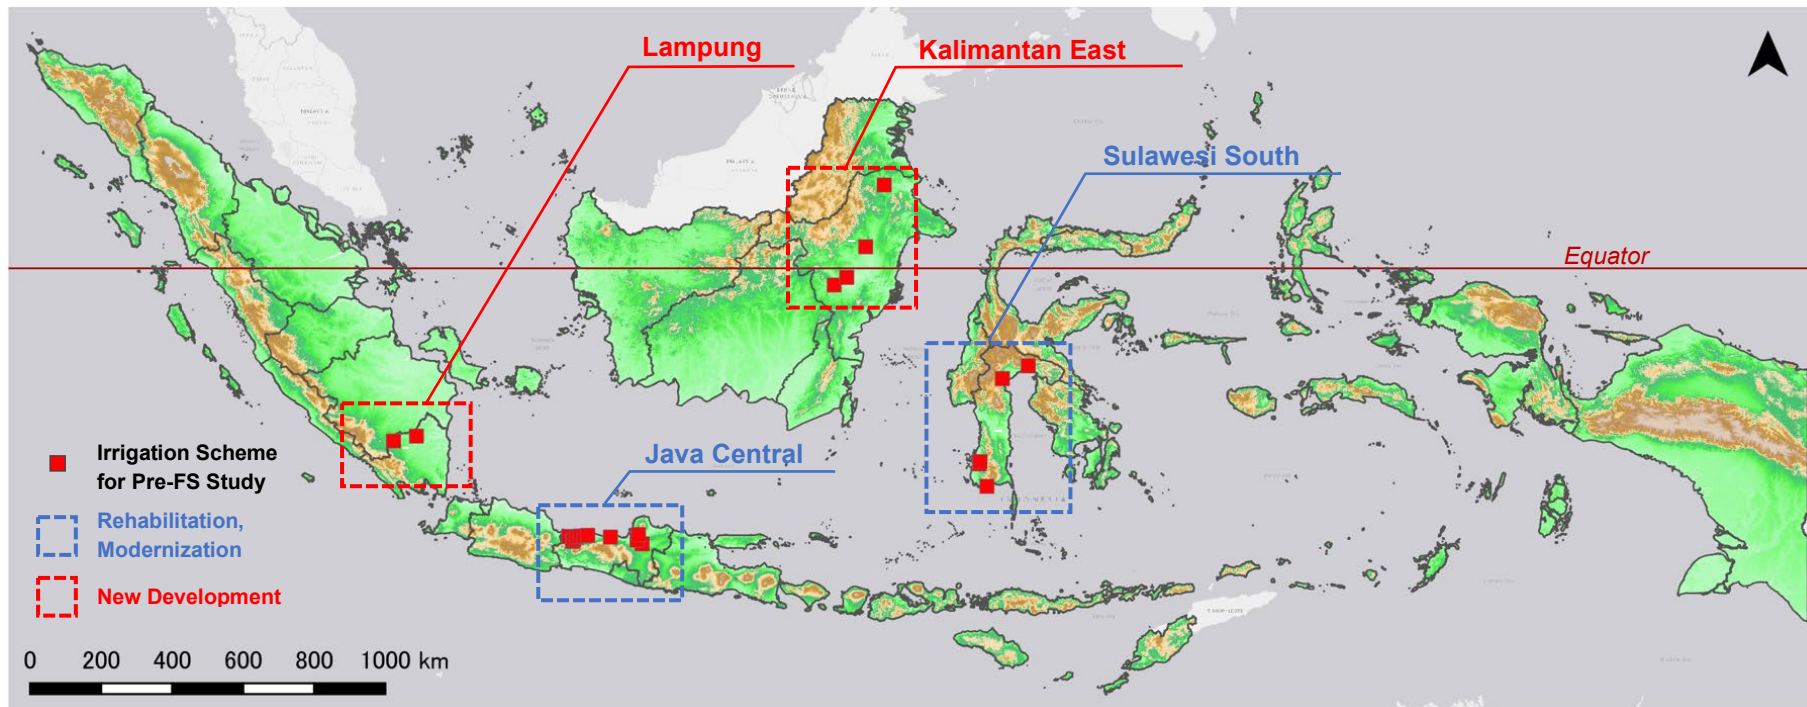 Lampung
Kalimantan East
Sulawesi South
Equator
Java Central
Irrigation Scheme
for Pre-FS Study
Rehabilitation,
Modernization
New Development
0 200 400 600 800 1000 km